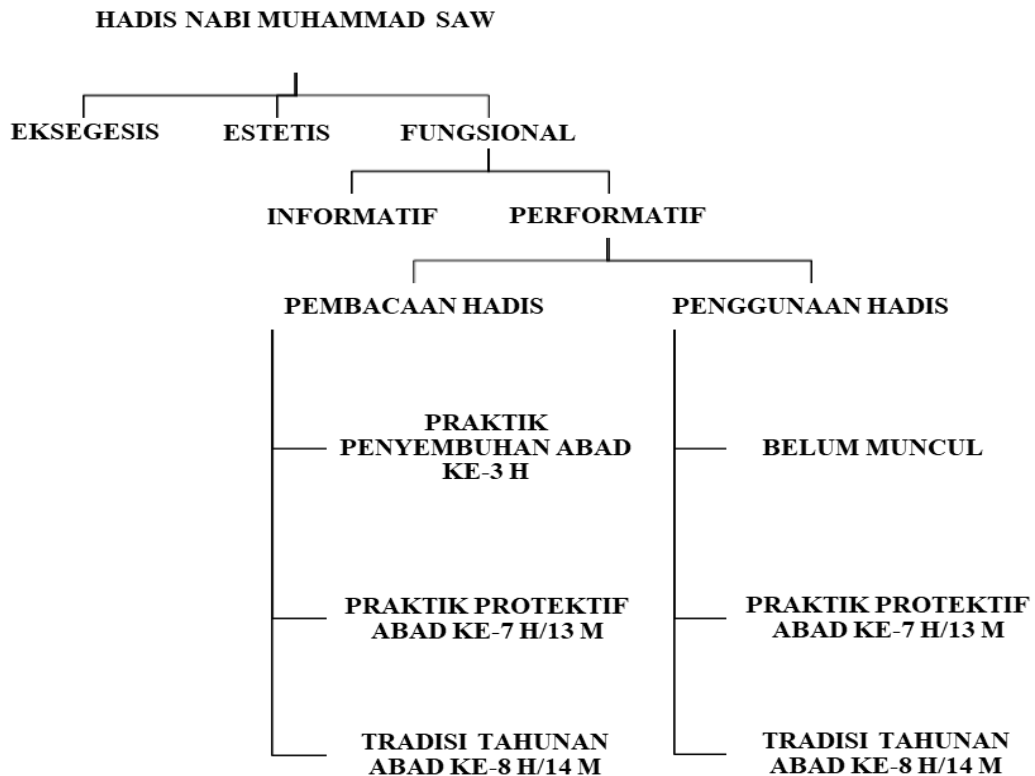 HADIS NABI MUHAMMAD SAW
EKSEGESIS ESTETIS FUNGSIONAL
INFORMATIF PERFORMATIF
PEMBACAAN HADIS PENGGUNAAN HADIS
PRAKTIK
PENYEMBUHAN ABAD
KE-3 H
BELUM MUNCUL
PRAKTIK PROTEKTIF
ABAD KE-7 H/13 M
PRAKTIK PROTEKTIF
ABAD KE-7 H/13 M
TRADISI TAHUNAN
ABAD KE-8 H/14 M
TRADISI TAHUNAN
ABAD KE-8 H/14 M